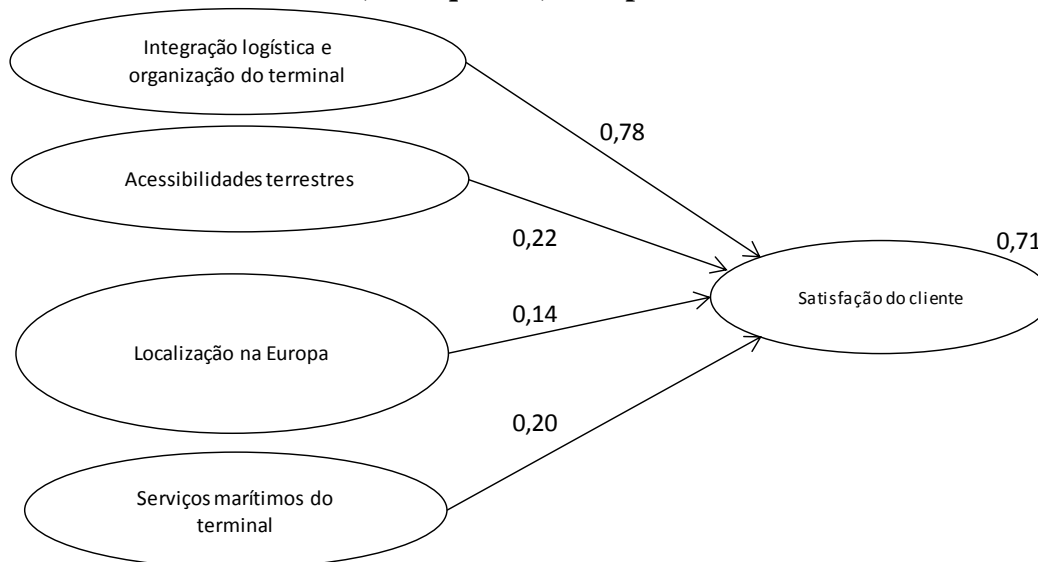 Integração logística e
organização do terminal
0,78
Acessibilidades terrestres
0,22
0,71
Satisfação do cliente
0,14
Localização na Europa
0,20
Serviços marítimos do
terminal